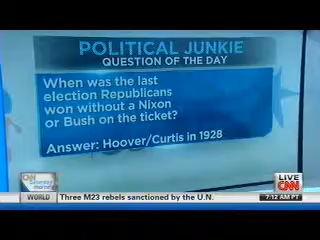 POLITICAL JUNKIE
QUESTION OF THE DAY
When was the last
election Republicans
won without a Nixon
or Bush on the ticket?
Answer: Hoover/Curtis in 1928
LIVE
CNN
WORLD
Three M23 rebels sanctioned by the U.N.
7:12 AM PT